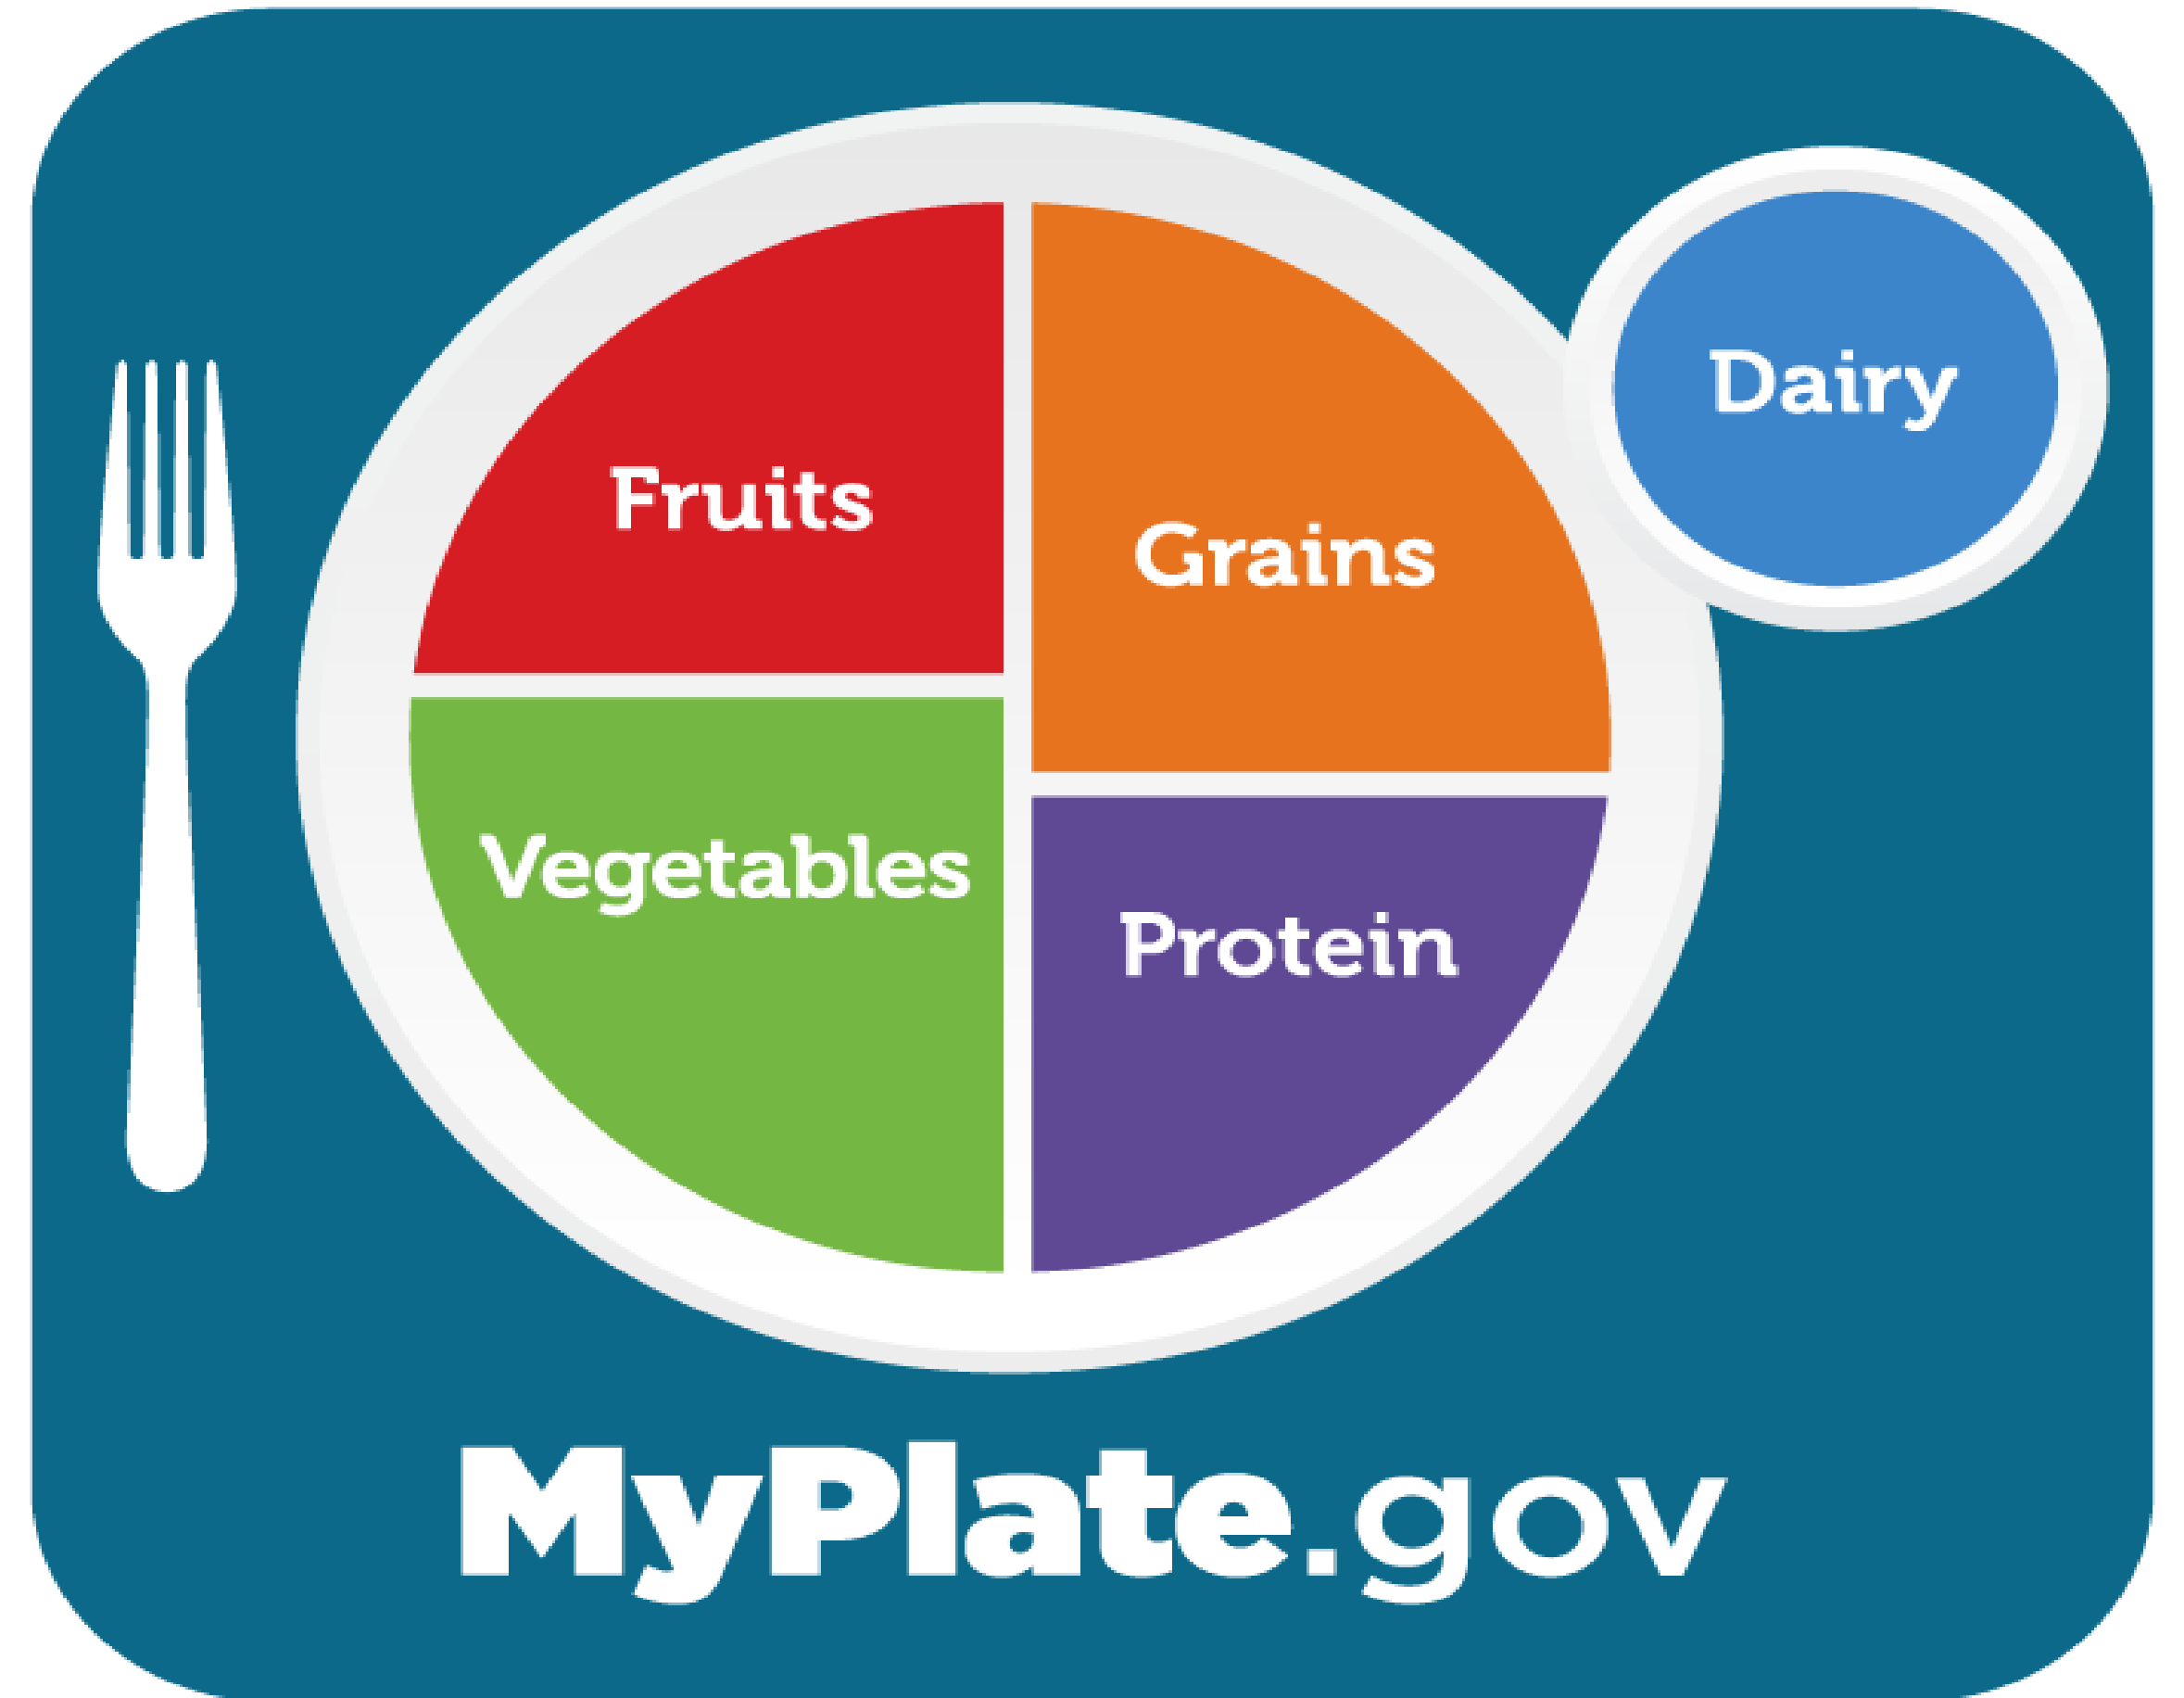 Fruits
Grains
Dairy
Vegetables
Protein
MyPlate.gov